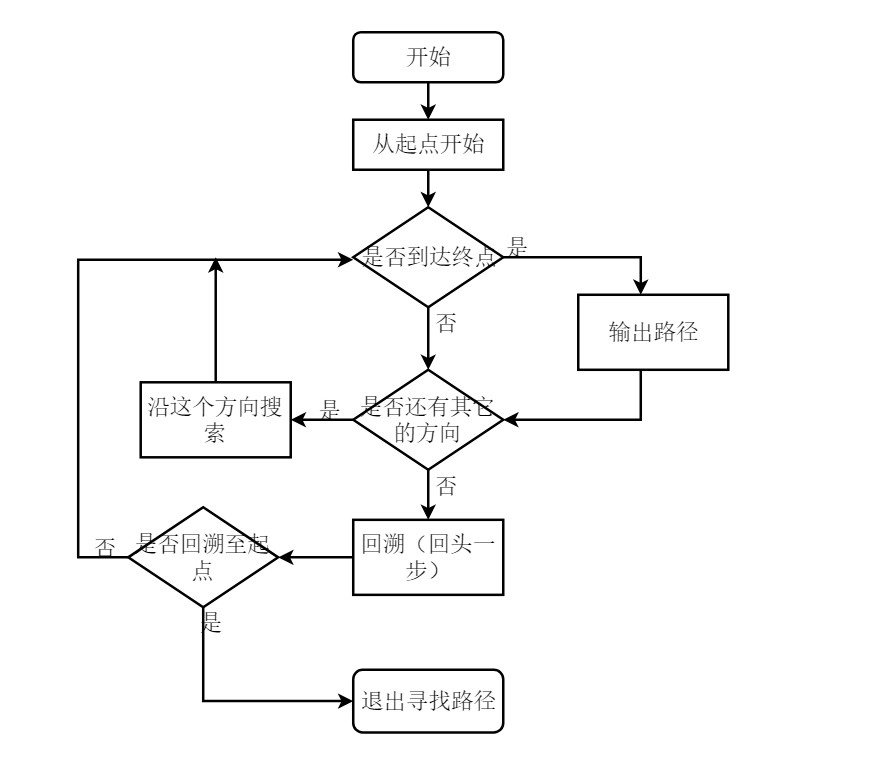 开始
从起点开始
是否到达终点
是
输出路径
否
是否还有其它
的方向
是
沿这个方向搜
索
否
回溯（回头一
步）
是否回溯至起
点
否
是
退出寻找路径